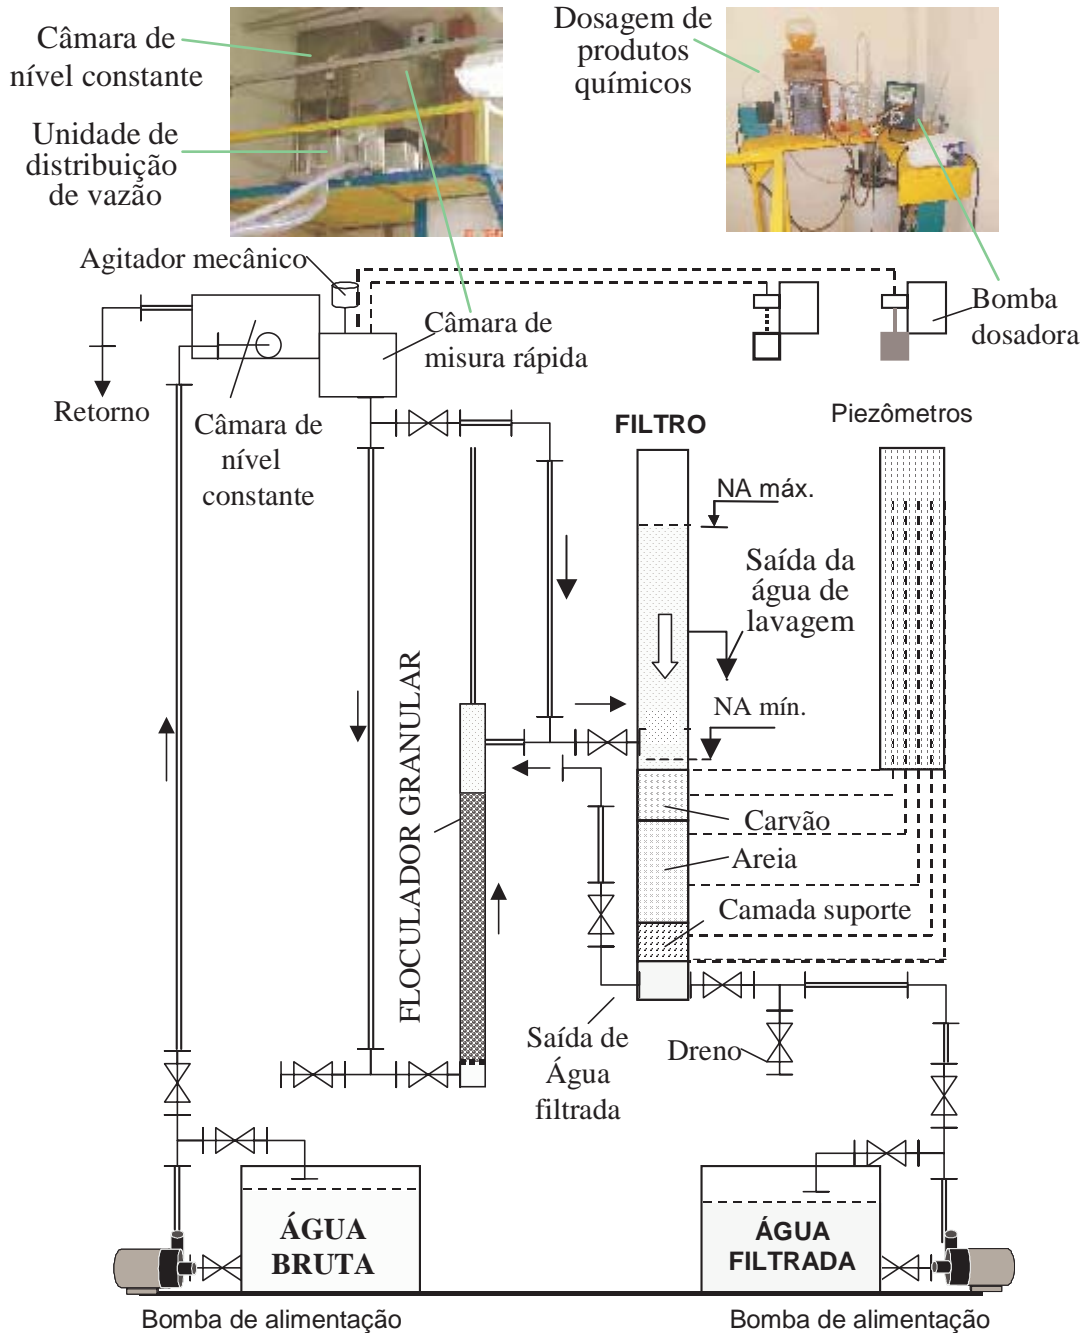 Câmara de
nível constante
Unidade de
distribuição
de vazão
Dosagem de
produtos
químicos
Agitador mecânico
Câmara de
misura rápida
Bomba
dosadora
Retorno
Câmara de
nível
constante
FILTRO
Piezômetros
NA máx.
Saída da
água de
lavagem
NA mín.
FLOCULADOR GRANULAR
Carvão
Areia
Camada suporte
Saída de
Água
filtrada
Dreno
ÁGUA
BRUTA
ÁGUA
FILTRADA
Bomba de alimentação
Bomba de alimentação